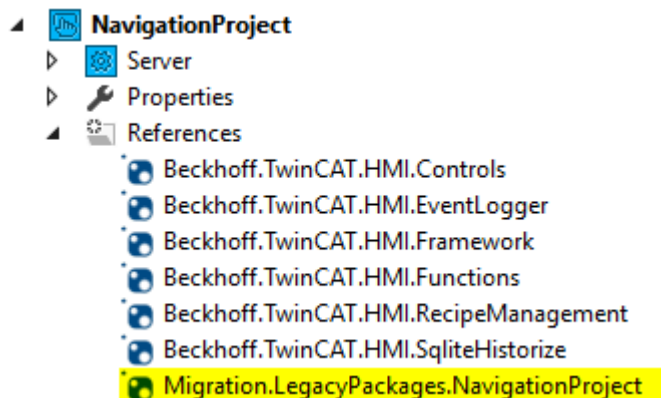 NavigationProject
Server
Properties
References
Beckhoff.TwinCAT.HMI.Controls
Beckhoff.TwinCAT.HMI.EventLogger
Beckhoff.TwinCAT.HMI.Framework
Beckhoff.TwinCAT.HMI.Functions
Beckhoff.TwinCAT.HMI.RecipeManagement
Beckhoff.TwinCAT.HMI.SqliteHistorize
Migration.LegacyPackages.NavigationProject